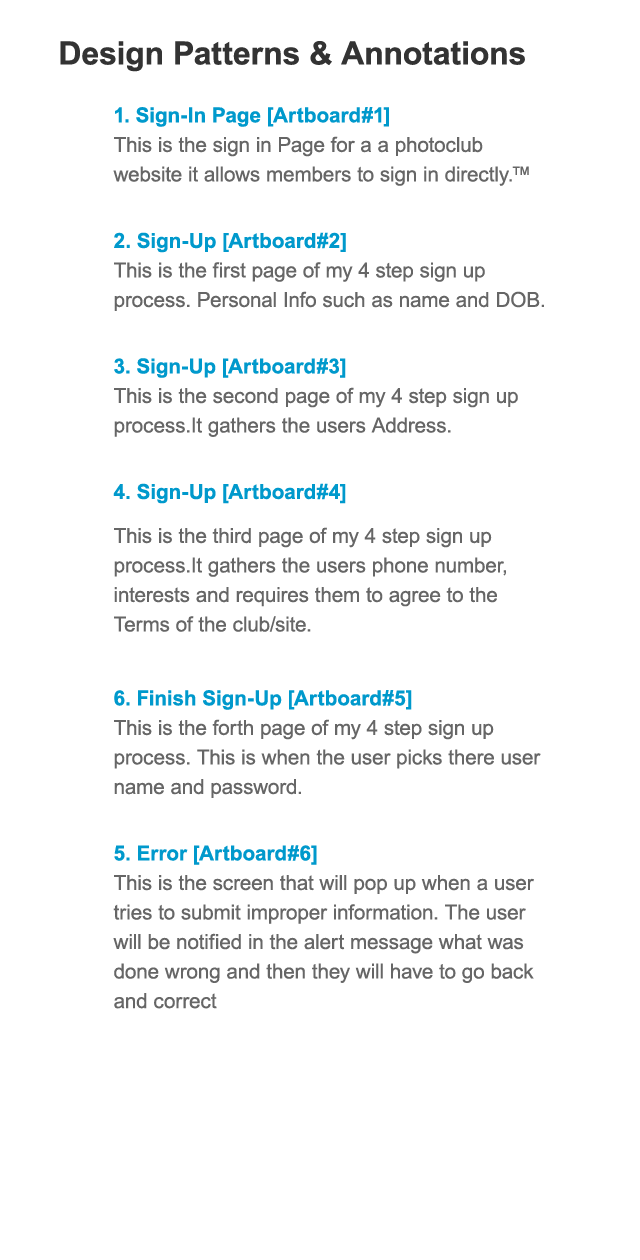 Design Patterns & Annotations
1. Sign-In Page [Artboard#1]
This is the sign in Page for a a photoclub
website it allows members to sign in directly.™
2. Sign-Up [Artboard#2]
This is the first page of my 4 step sign up
process. Personal Info such as name and DOB.
3. Sign-Up [Artboard#3]
This is the second page of my 4 step sign up
process.It gathers the users Address.
4. Sign-Up [Artboard#4]
This is the third page of my 4 step sign up
process.It gathers the users phone number,
interests and requires them to agree to the
Terms of the club/site.
6. Finish Sign-Up [Artboard#5]
This is the forth page of my 4 step sign up
process. This is when the user picks there user
name and password.
5. Error [Artboard#6]
This is the screen that will pop up when a user
tries to submit improper information. The user
will be notified in the alert message what was
done wrong and then they will have to go back
and correct